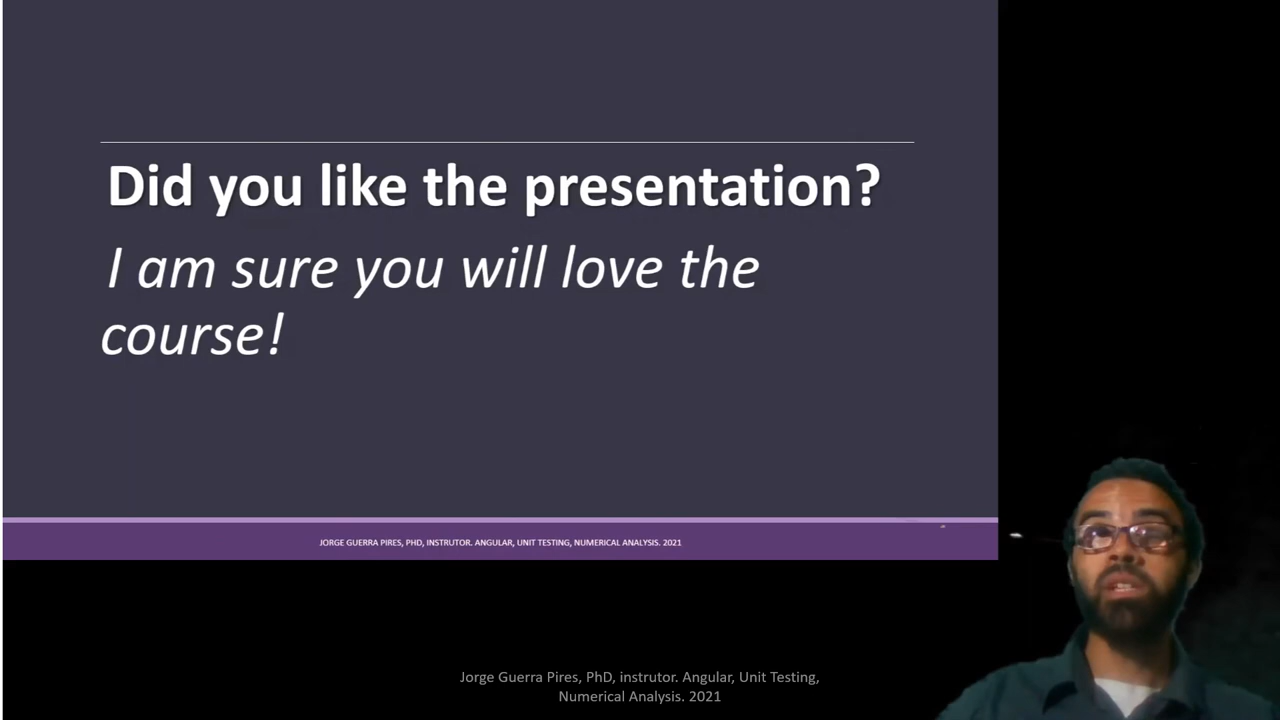 Did you like the presentation?
I am sure you will love the
course!
JORGE GUERRA PIRES, PHD, INSTRUTOR. ANGULAR, UNIT TESTING, NUMERICAL ANALYSIS. 2021
Jorge Guerra Pires, PhD, instrutor. Angular, Unit Testing,
Numerical Analysis. 2021